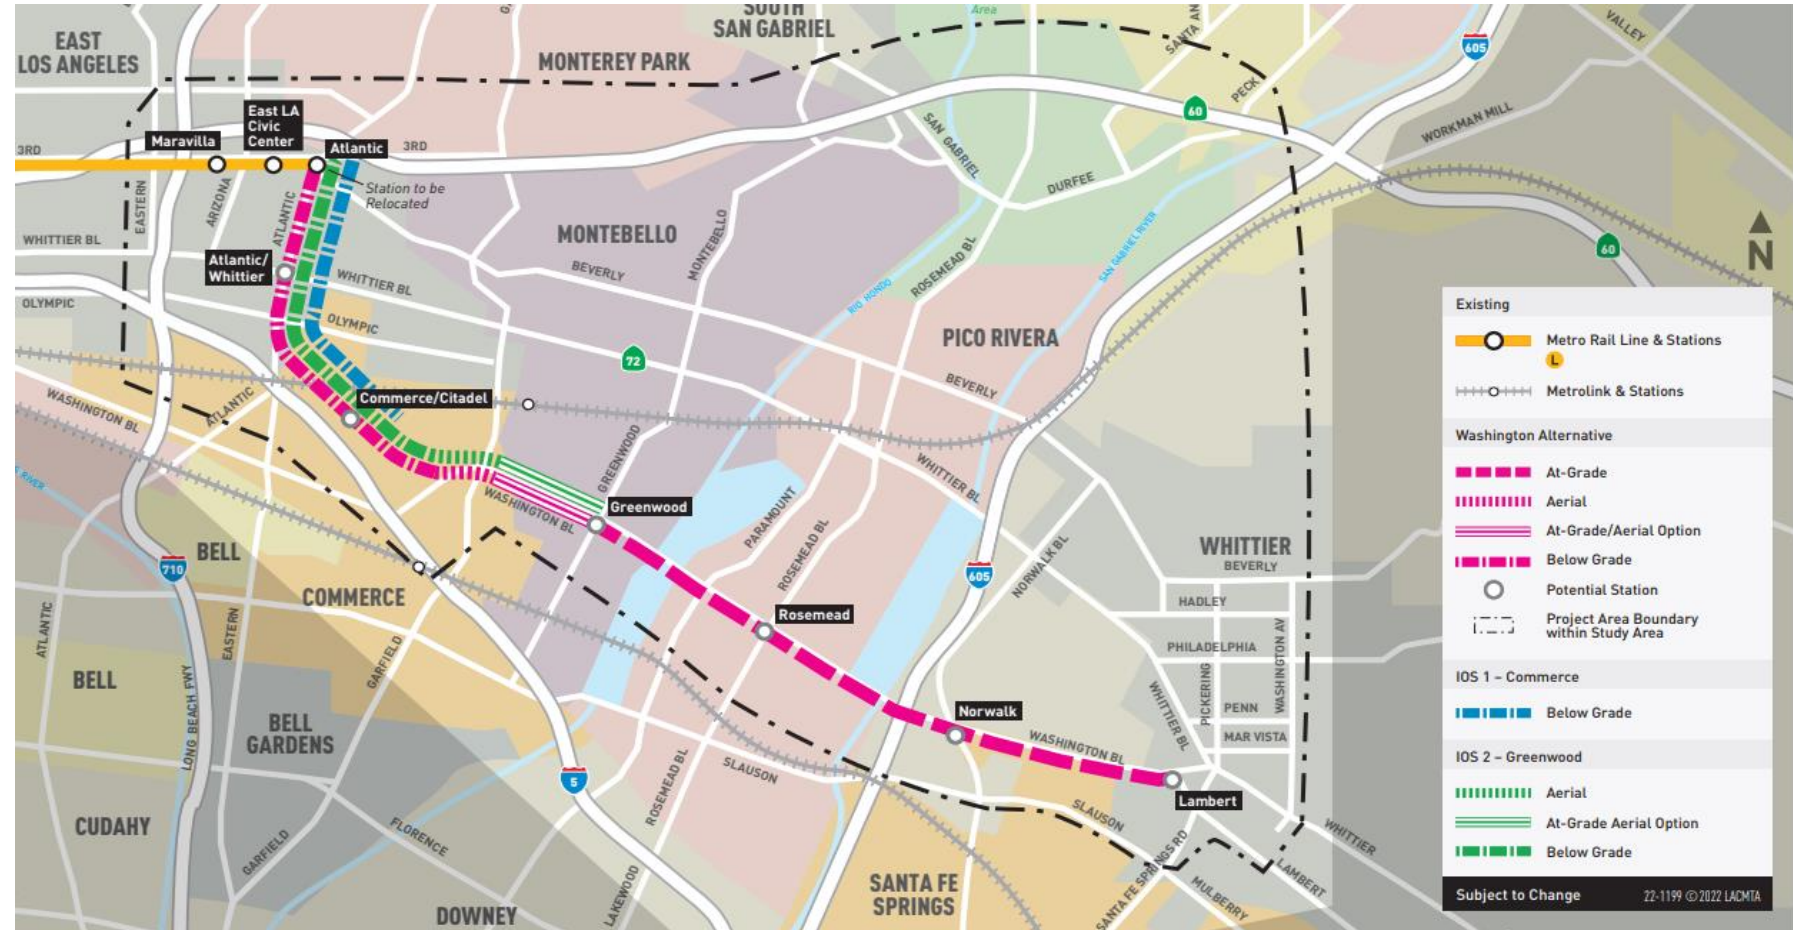 EAST
LOS ANGELES
MONTEREY PARK
SOUTH
SAN GABRIEL
Area
SANTA AN
PECK
605
VALLEY
WORKMAN MILL
60
3RD
Maravilla
East LA
Civic
Center
Atlantic
3RD
Station to be
Relocated
EASTERN
ARIZONA
ATLANTIC
SAN GABRIEL
DURFEE
WHITTIER BL
Atlantic/
Whittier
WHITTIER BL
MONTEBELLO
BEVERLY
MONTEBELLO
RIO HONDO
ROSEMEAD BL
SAN GABRIEL RIVER
60
N
OLYMPIC
OLYMPIC
72
PICO RIVERA
BEVERLY
WASHINGTON BL
ATLANTIC
Commerce/Citadel
GREENWOOD
WHITTIER BL
RIVER
WASHINGTON BL
Greenwood
PARAMOUNT
ROSEMEAD BL
NORWALK BL
WHITTIER
BEVERLY
710
BELL
605
COMMERCE
HADLEY
Rosemead
ATLANTIC
EASTERN
GARFIELD
PHILADELPHIA
WASHINGTON AV
BELL
LONG BEACH FWY
WHITTIER BL
PICKERING
PENN
BELL
GARDENS
Norwalk
WASHINGTON BL
MAR VISTA
5
ROSEMEAD BL
SLAUSON
Lambert
SLAUSON
CUDAHY
GARFIELD
FLORENCE
WHITTIER
SANTA FE SPRINGS RD
LAMBERT
MULBERRY
LAKEWOOD
SANTA FE
SPRINGS
DOWNEY
Existing
Metro Rail Line & Stations
L
Metrolink & Stations
Washington Alternative
At-Grade
Aerial
At-Grade/Aerial Option
Below Grade
Potential Station
Project Area Boundary
within Study Area
IOS 1 – Commerce
Below Grade
IOS 2 – Greenwood
Aerial
At-Grade Aerial Option
Below Grade
Subject to Change
22-1199 ©2022 LACMTA